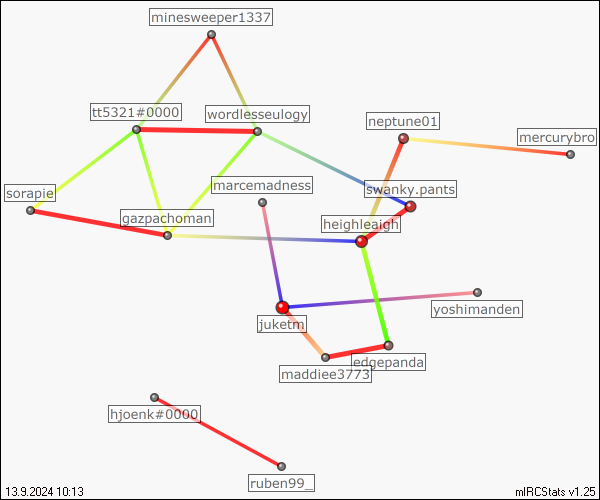 minesweeper1337
tt5321#0000
wordlesseulogy
neptune01
mercurybro
marcemadness
swanky.pants
sorapie
gazpachoman
heighleaigh
yoshimanden
juketm
edgepanda
maddiee3773
hjoenk#0000
ruben99_
13.9.2024 10:13
mIRCStats v1.25